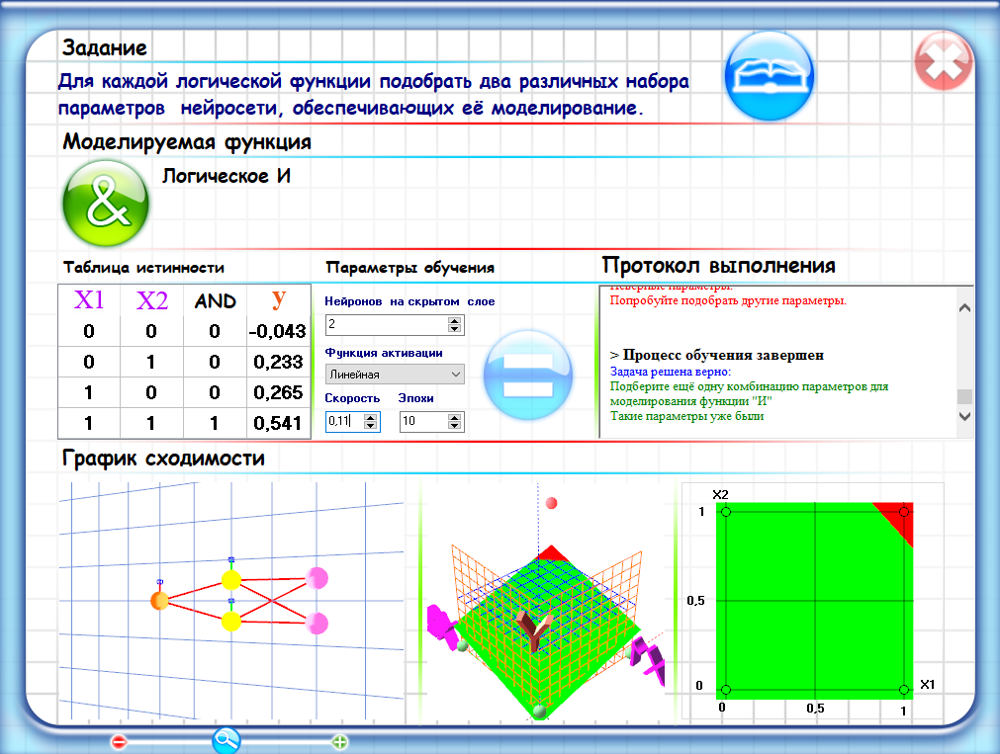 Задание
Для каждой логической функции подобрать два различных набора
параметров нейросети, обеспечивающих её моделирование.
Моделируемая функция
&
Логическое И
Таблица истинности
X1 X2 AND y
0 0 0 -0,043
0 1 0 0,233
1 0 0 0,265
1 1 1 0,541
Параметры обучения
Нейронов на скрытом слое
2
Функция активации
Линейная
Скорость Эпохи
0,11 10
Протокол выполнения
Неверные параметры.
Попробуйте подобрать другие параметры.
> Процесс обучения завершен
Задача решена верно:
Подберите ещё одну комбинацию параметров для
моделирования функции "И"
Такие параметры уже были
График сходимости
Y
X
X
X2
1
0,5
0
0 0,5 1
X1